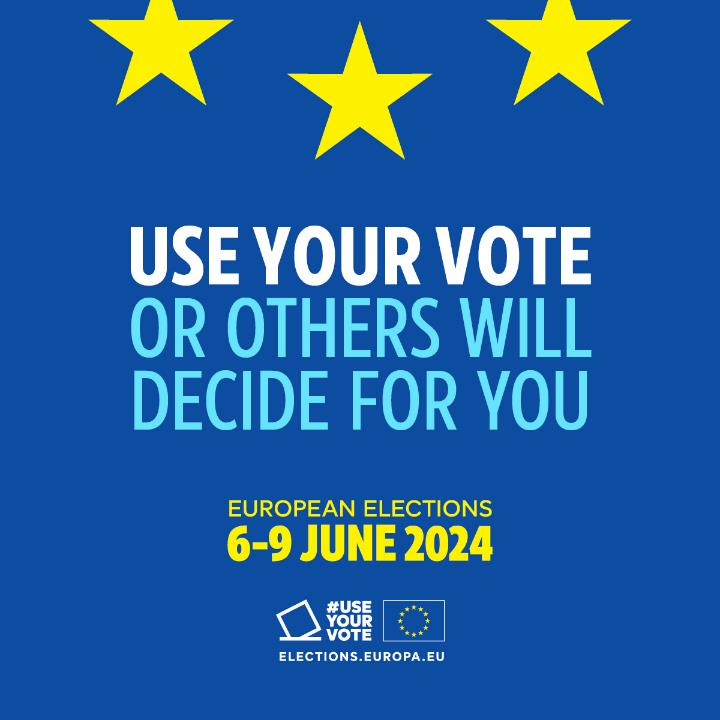 USE YOUR VOTE
OR OTHERS WILL
DECIDE FOR YOU
EUROPEAN ELECTIONS
6-9 JUNE 2024
#USE
YOUR
VOTE
ELECTIONS.EUROPA.EU